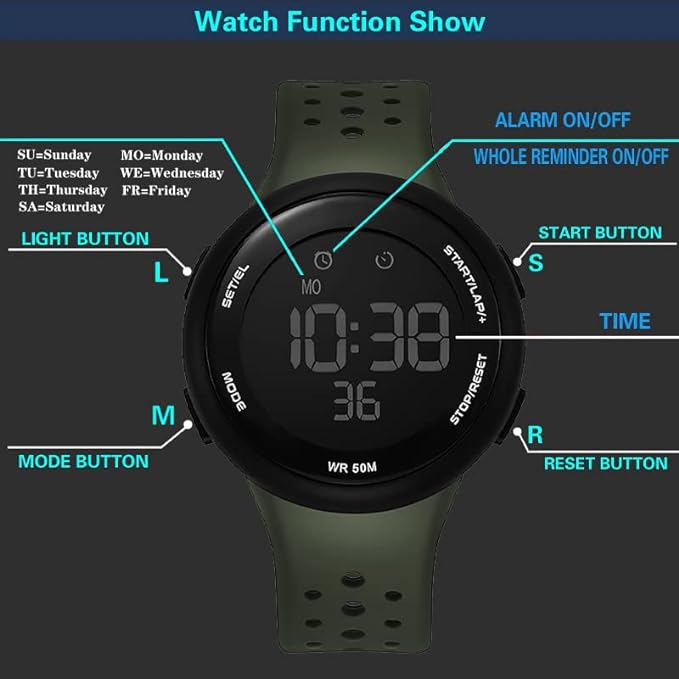 Watch Function Show
SU=Sunday MO=Monday
TU=Tuesday WE=Wednesday
TH=Thursday FR=Friday
SA=Saturday
ALARM ON/OFF
WHOLE REMINDER ON/OFF
LIGHT BUTTON
L
START BUTTON
S
SET/EL
START/LAP/+
MO
10:38
36
TIME
MODE
STOP/RESET
M
MODE BUTTON
R
RESET BUTTON
WR 50M